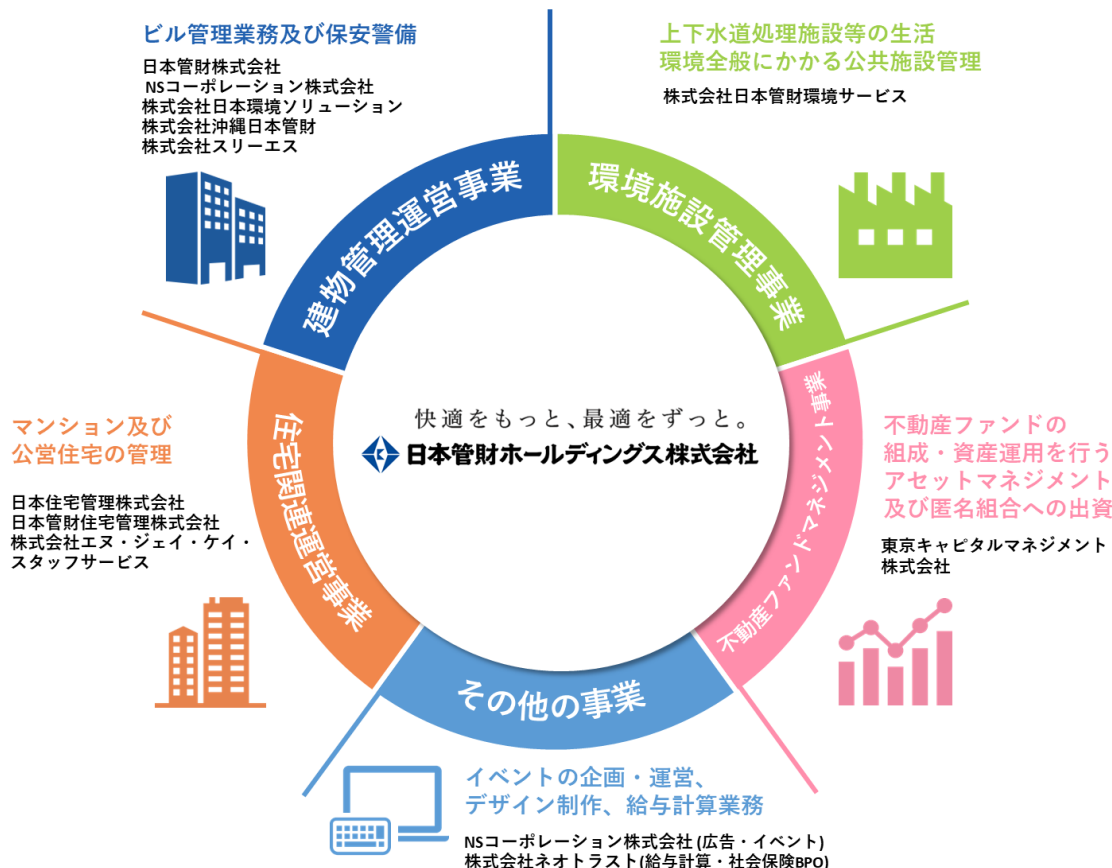 ビル管理業務及び保安警備
日本管財株式会社
NSコーポレーション株式会社
株式会社日本環境ソリューション
株式会社沖縄日本管財
株式会社スリーエス
上下水道処理施設等の生活
環境全般にかかる公共施設管理
株式会社日本管財環境サービス
建物管理運営事業
環境施設管理事業
快適をもっと、最適をずっと。
日本管財ホールディングス株式会社
マンション及び
公営住宅の管理
日本住宅管理株式会社
日本管財住宅管理株式会社
株式会社エヌ・ジェイ・ケイ・
スタッフサービス
住宅関連運営事業
不動産ファンドマネジメント事業
不動産ファンドの
組成・資産運用を行う
アセットマネジメント
及び匿名組合への出資
東京キャピタルマネジメント
株式会社
その他の事業
イベントの企画・運営、
デザイン制作、給与計算業務
NSコーポレーション株式会社 (広告・イベント)
株式会社ネオトラスト(給与計算・社会保険BPO)